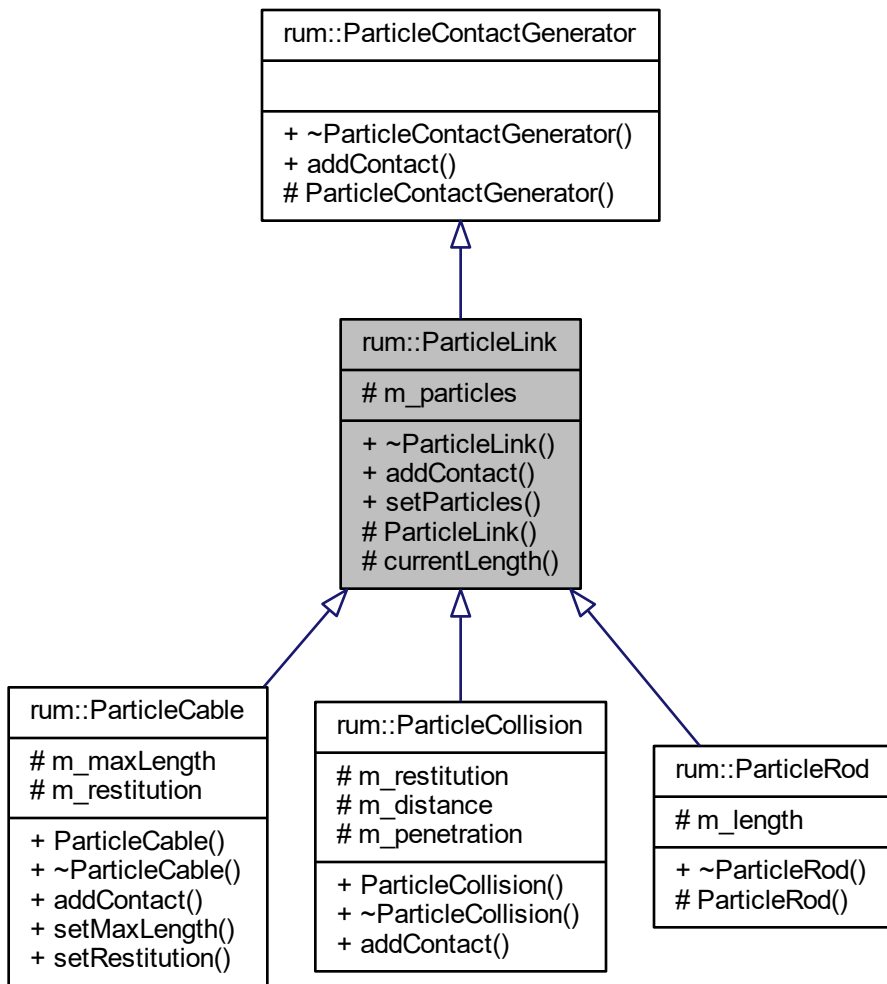 rum::ParticleContactGenerator
+ ~ParticleContactGenerator()
+ addContact()
# ParticleContactGenerator()
rum::ParticleLink
# m_particles
+ ~ParticleLink()
+ addContact()
+ setParticles()
# ParticleLink()
# currentLength()
rum::ParticleCable
# m_maxLength
# m_restitution
+ ParticleCable()
+ ~ParticleCable()
+ addContact()
+ setMaxLength()
+ setRestitution()
rum::ParticleCollision
# m_restitution
# m_distance
# m_penetration
+ ParticleCollision()
+ ~ParticleCollision()
+ addContact()
rum::ParticleRod
# m_length
+ ~ParticleRod()
# ParticleRod()